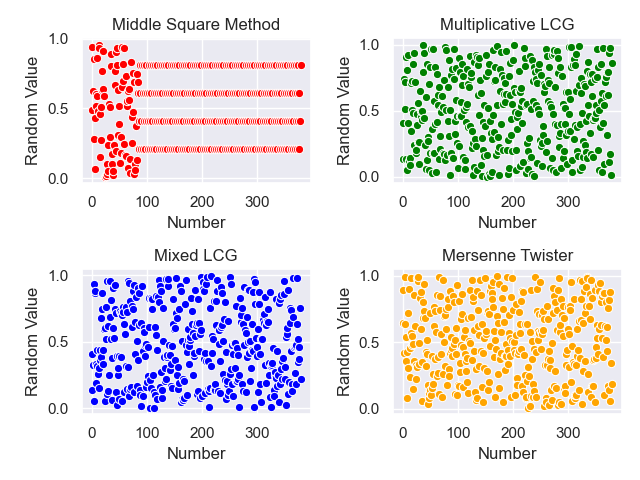 Middle Square Method
1.0
0.5
0.0
Random Value
0 100 200 300
Number
Multiplicative LCG
1.0
0.5
0.0
Random Value
0 100 200 300
Number
Mixed LCG
1.0
0.5
0.0
Random Value
0 100 200 300
Number
Mersenne Twister
1.0
0.5
0.0
Random Value
0 100 200 300
Number